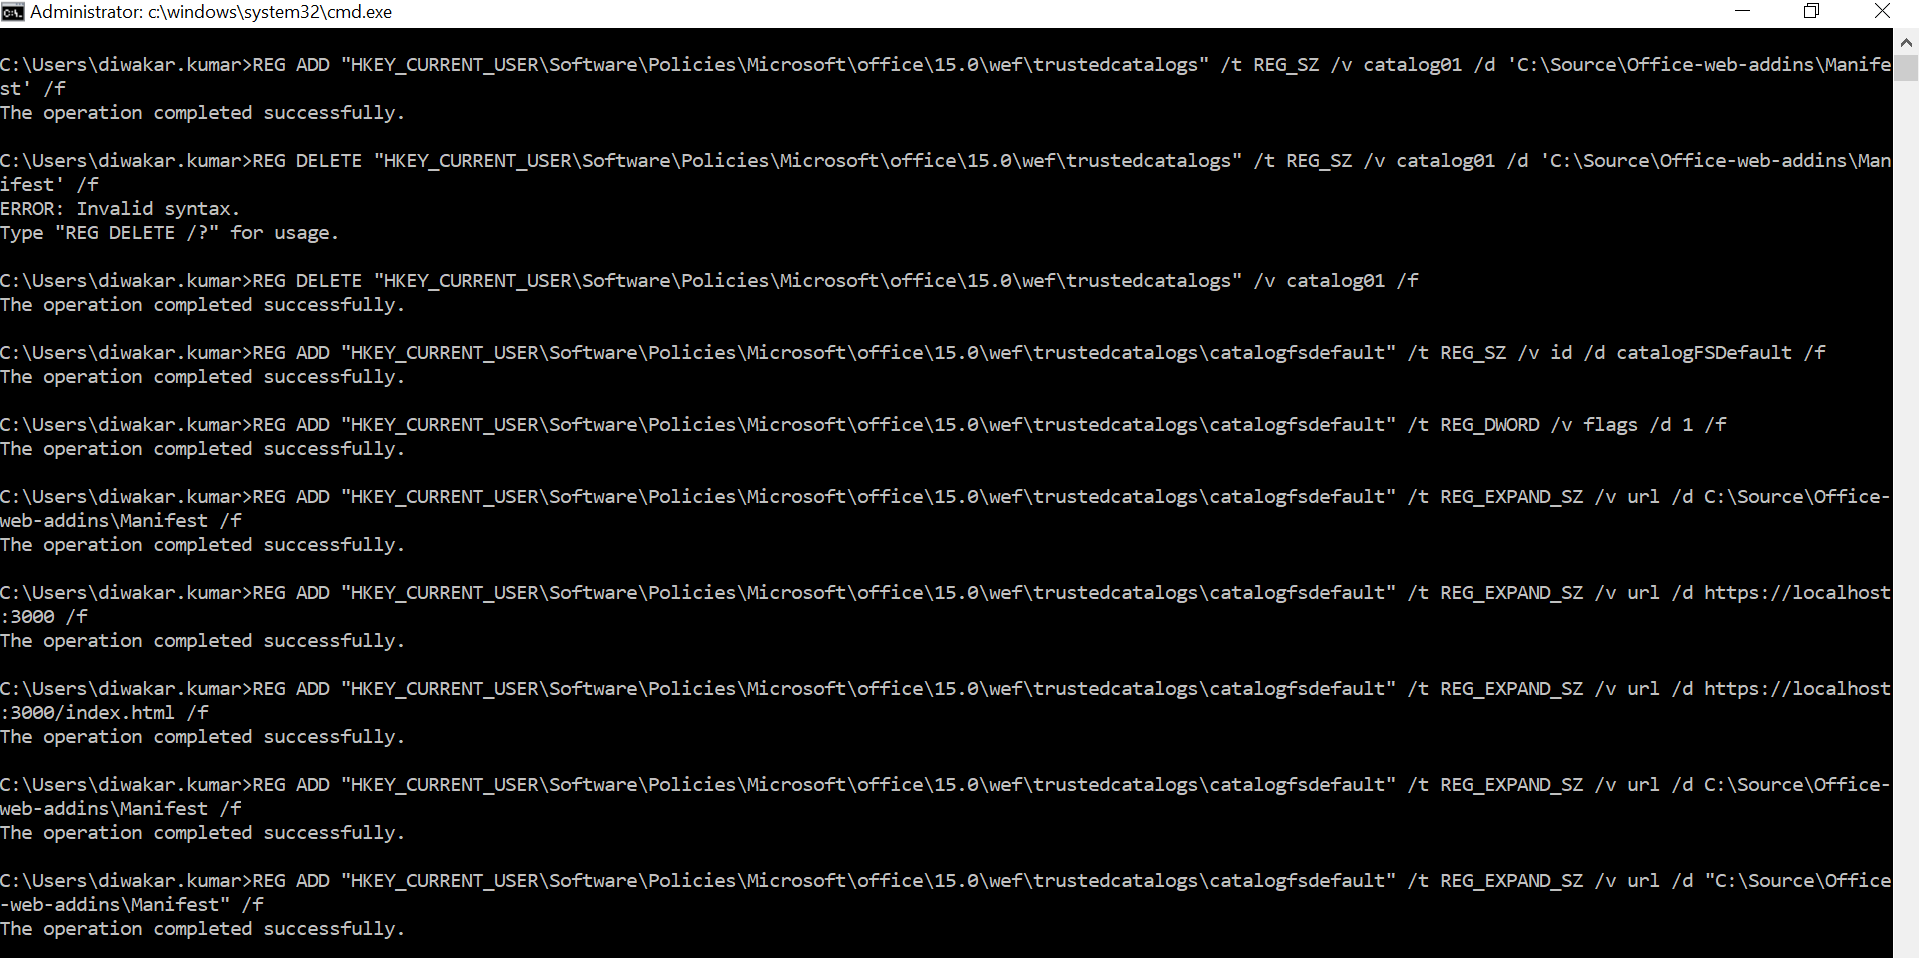 Administrator: c:\windows\system32\cmd.exe
C:\Users\diwakar.kumar>REG ADD "HKEY_CURRENT_USER\Software\Policies\Microsoft\Office\15.0\wef\trustedcatalogs" /t REG_SZ /v catalog01 /d 'C:\Source\Office-web-addins\Manife
st' /f
The operation completed successfully.
C:\Users\diwakar.kumar>REG DELETE "HKEY_CURRENT_USER\Software\Policies\Microsoft\office\15.0\wef\trustedcatalogs" /t REG_SZ /v catalog01 /d 'C:\Source\Office-web-addins\Man
ifest' /f
ERROR: Invalid syntax.
Type "REG DELETE /?" for usage.
C:\Users\diwakar.kumar>REG DELETE "HKEY_CURRENT_USER\Software\Policies\Microsoft\office\15.0\wef\trustedcatalogs" /v catalog01 /f
The operation completed successfully.
C:\Users\diwakar.kumar>REG ADD "HKEY_CURRENT_USER\Software\Policies\Microsoft\office\15.0\wef\trustedcatalogs\catalogfsdefault" /t REG_SZ /v id /d catalogFSDefault /f
The operation completed successfully.
C:\Users\diwakar.kumar>REG ADD "HKEY_CURRENT_USER\Software\Policies\Microsoft\office\15.0\wef\trustedcatalogs\catalogfsdefault" /t REG_DWORD /v flags /d 1 /f
The operation completed successfully.
C:\Users\diwakar.kumar>REG ADD "HKEY_CURRENT_USER\Software\Policies\Microsoft\office\15.0\wef\trustedcatalogs\catalogfsdefault" /t REG_EXPAND_SZ /v url /d C:\Source\Office-
web-addins\Manifest /f
The operation completed successfully.
C:\Users\diwakar.kumar>REG ADD "HKEY_CURRENT_USER\Software\Policies\Microsoft\office\15.0\wef\trustedcatalogs\catalogfsdefault" /t REG_EXPAND_SZ /v url /d https://localhost
:3000 /f
The operation completed successfully.
C:\Users\diwakar.kumar>REG ADD "HKEY_CURRENT_USER\Software\Policies\Microsoft\office\15.0\wef\trustedcatalogs\catalogfsdefault" /t REG_EXPAND_SZ /v url /d https://localhost
:3000/index.html /f
The operation completed successfully.
C:\Users\diwakar.kumar>REG ADD "HKEY_CURRENT_USER\Software\Policies\Microsoft\office\15.0\wef\trustedcatalogs\catalogfsdefault" /t REG_EXPAND_SZ /v url /d C:\Source\Office-
web-addins\Manifest /f
The operation completed successfully.
C:\Users\diwakar.kumar>REG ADD "HKEY_CURRENT_USER\Software\Policies\Microsoft\office\15.0\wef\trustedcatalogs\catalogfsdefault" /t REG_EXPAND_SZ /v url /d "C:\Source\Office
-web-addins\Manifest" /f
The operation completed successfully.